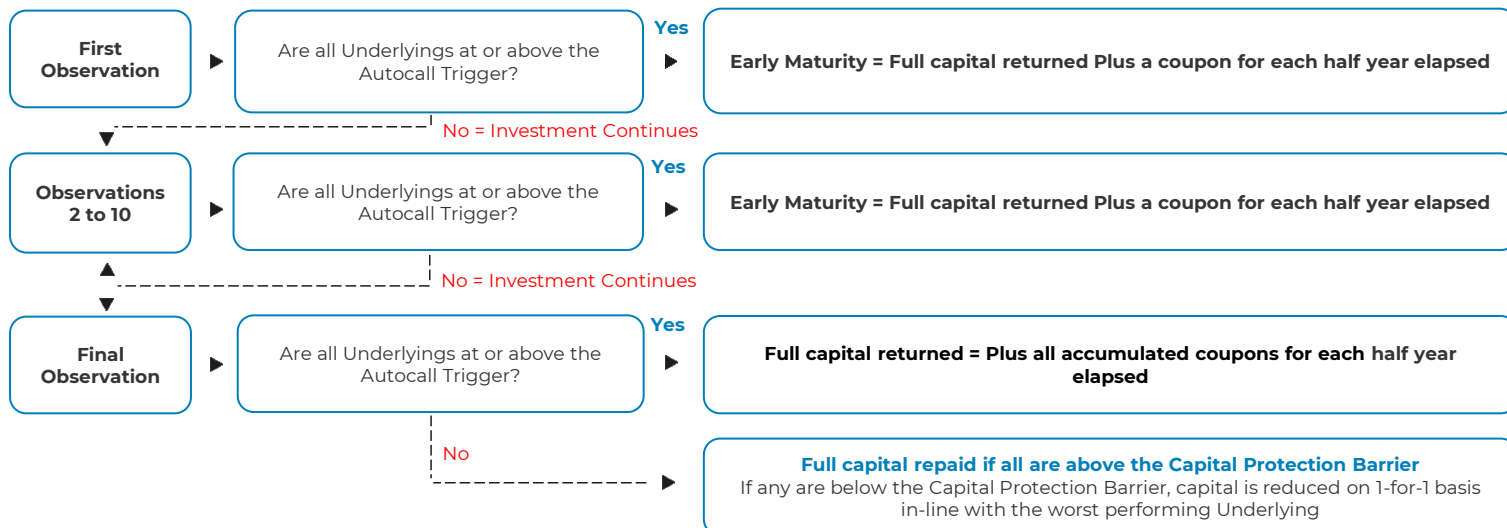 First
Observation
Are all Underlyings at or above the
Autocall Trigger?
Yes
Early Maturity = Full capital returned Plus a coupon for each half year elapsed
No = Investment Continues
Observations
2 to 10
Are all Underlyings at or above the
Autocall Trigger?
Yes
Early Maturity = Full capital returned Plus a coupon for each half year elapsed
No = Investment Continues
Final
Observation
Are all Underlyings at or above the
Autocall Trigger?
Yes
Full capital returned = Plus all accumulated coupons for each half year
elapsed
No
Full capital repaid if all are above the Capital Protection Barrier
If any are below the Capital Protection Barrier, capital is reduced on 1-for-1 basis
in-line with the worst performing Underlying